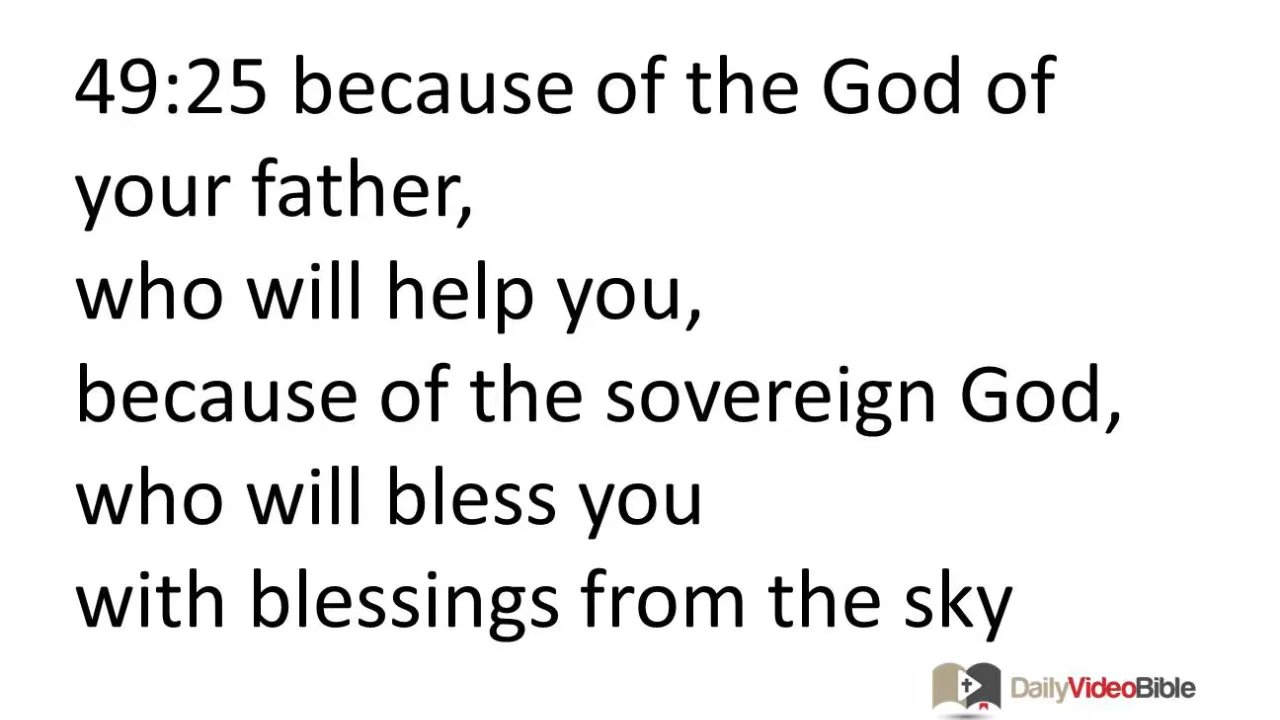 49:25 because of the God of
your father,
who will help you,
because of the sovereign God,
who will bless you
with blessings from the sky
DailyVideoBible